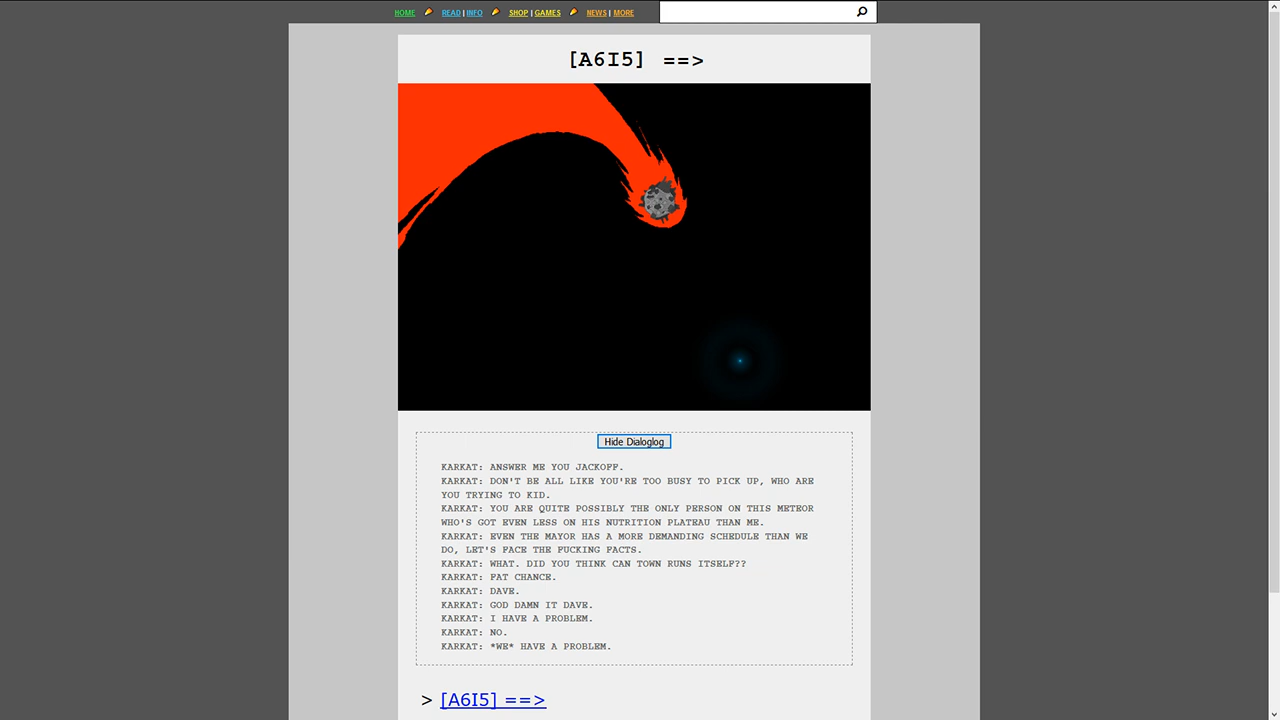 HOME READ | INFO SHOP | GAMES NEWS | MORE
[A6I5] ==>
Hide Dialoglog
KARKAT: ANSWER ME YOU JACKOFF.
KARKAT: DON'T BE ALL LIKE YOU'RE TOO BUSY TO PICK UP, WHO ARE
YOU TRYING TO KID.
KARKAT: YOU ARE QUITE POSSIBLY THE ONLY PERSON ON THIS METEOR
WHO'S GOT EVEN LESS ON HIS NUTRITION PLATEAU THAN ME.
KARKAT: EVEN THE MAYOR HAS A MORE DEMANDING SCHEDULE THAN WE
DO, LET'S FACE THE FUCKING FACTS.
KARKAT: WHAT. DID YOU THINK CAN TOWN RUNS ITSELF??
KARKAT: FAT CHANCE.
KARKAT: DAVE.
KARKAT: GOD DAMN IT DAVE.
KARKAT: I HAVE A PROBLEM.
KARKAT: NO.
KARKAT: *WE* HAVE A PROBLEM.
> [A6I5] ==>